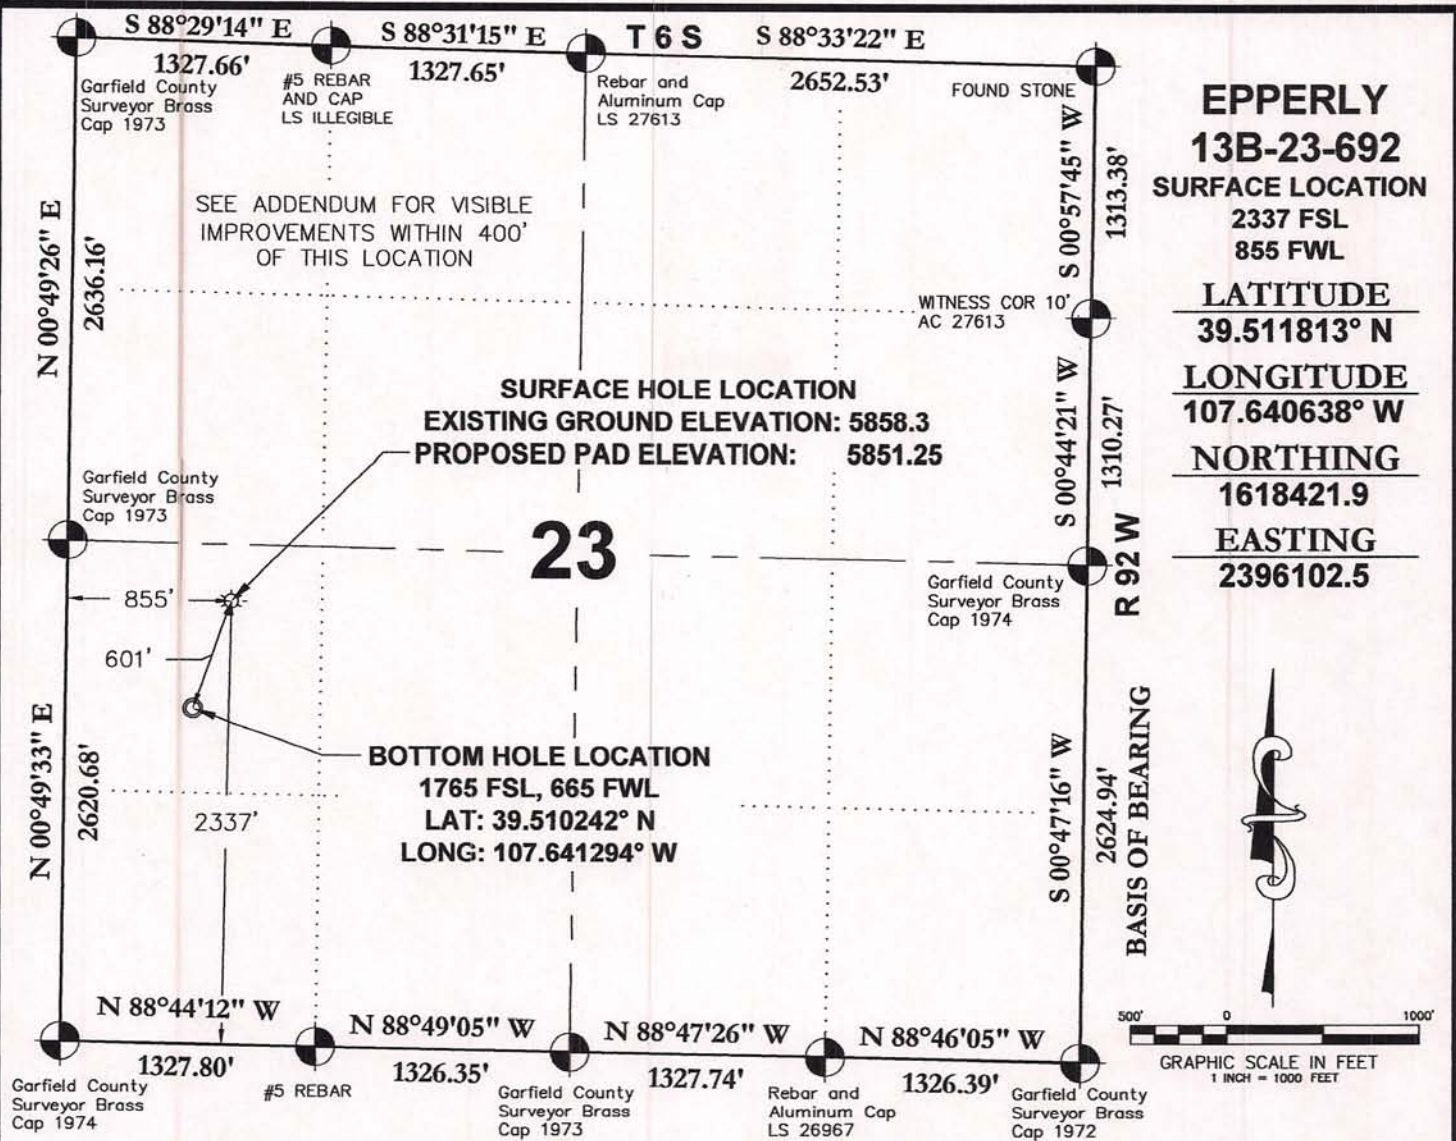 S 88°29'14" E
1327.66'
S 88°31'15" E
1327.65'
T 6 S
S 88°33'22" E
2652.53'
Garfield County
Surveyor Brass
Cap 1973
#5 REBAR
AND CAP
LS ILLEGIBLE
Rebar and
Aluminum Cap
LS 27613
FOUND STONE
SEE ADDENDUM FOR VISIBLE
IMPROVEMENTS WITHIN 400'
OF THIS LOCATION
N 00°49'26" E
2636.16'
S 00°57'45" W
1313.38'
WITNESS COR 10'
AC 27613
SURFACE HOLE LOCATION
EXISTING GROUND ELEVATION: 5858.3
PROPOSED PAD ELEVATION: 5851.25
S 00°44'21" W
1310.27'
R 92 W
Garfield County
Surveyor Brass
Cap 1973
23
Garfield County
Surveyor Brass
Cap 1974
855'
601'
2337'
N 00°49'33" E
2620.68'
BOTTOM HOLE LOCATION
1765 FSL, 665 FWL
LAT: 39.510242° N
LONG: 107.641294° W
S 00°47'16" W
2624.94'
BASIS OF BEARING
N 88°44'12" W
1327.80'
N 88°49'05" W
1326.35'
N 88°47'26" W
1327.74'
N 88°46'05" W
1326.39'
Garfield County
Surveyor Brass
Cap 1974
#5 REBAR
Garfield County
Surveyor Brass
Cap 1973
Rebar and
Aluminum Cap
LS 26967
Garfield County
Surveyor Brass
Cap 1972
EPPERLY
13B-23-692
SURFACE LOCATION
2337 FSL
855 FWL
LATITUDE
39.511813° N
LONGITUDE
107.640638° W
NORTHING
1618421.9
EASTING
2396102.5
500' 0 1000'
GRAPHIC SCALE IN FEET
1 INCH = 1000 FEET